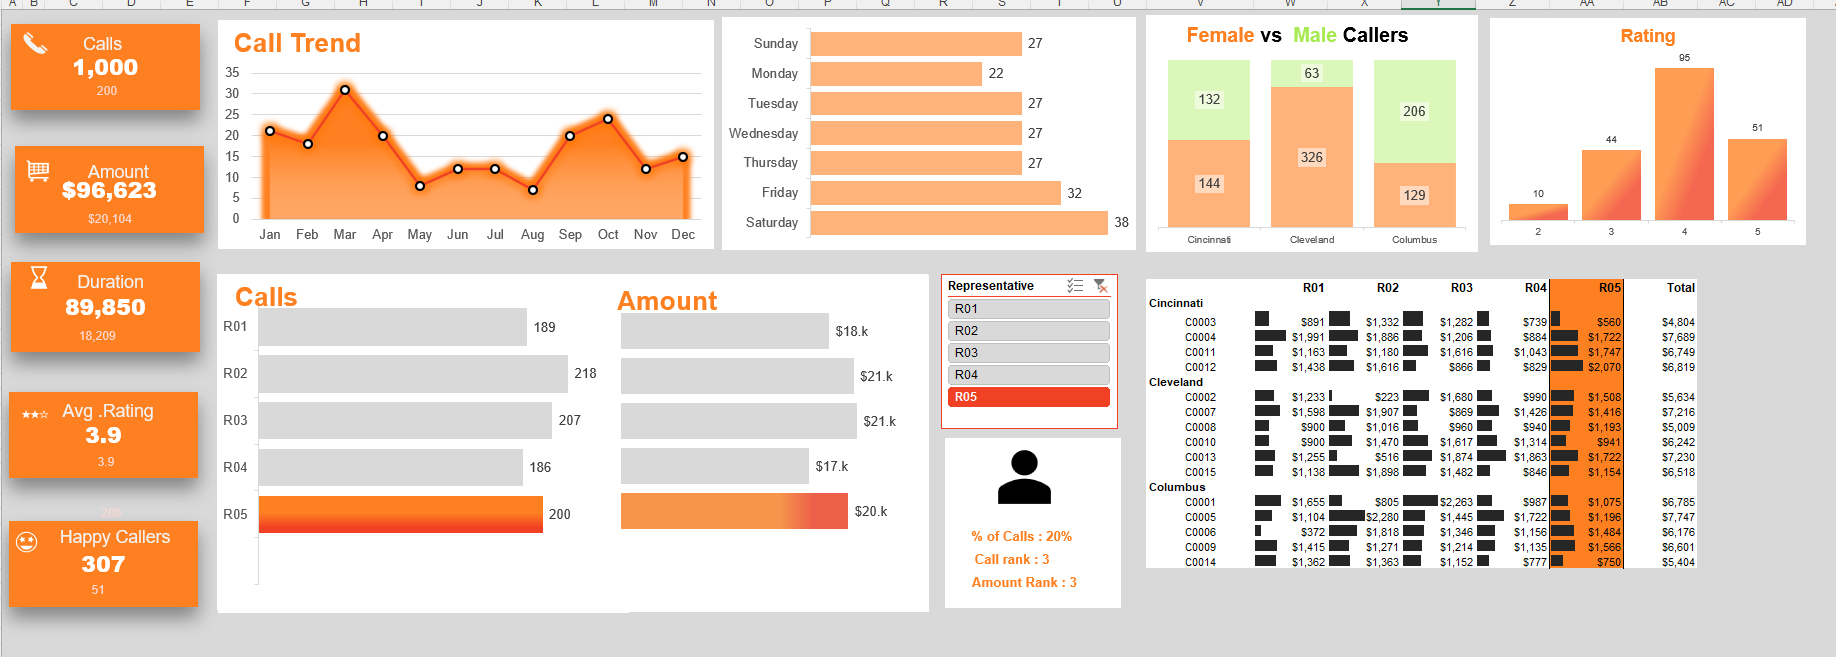 A B C D E F G H I J K L M N O P Q R S T U V W X Y Z AA AB AC AD
Calls
1,000
200
Amount
$96,623
$20,104
Duration
89,850
18,209
Avg .Rating
3.9
3.9
200
Happy Callers
307
51
Call Trend
35
30
25
20
15
10
5
0
Jan Feb Mar Apr May Jun Jul Aug Sep Oct Nov Dec
Sunday 27
Monday 22
Tuesday 27
Wednesday 27
Thursday 27
Friday 32
Saturday 38
Female vs Male Callers
132 63 206
144 326 129
Cincinnati Cleveland Columbus
Rating
10 44 95 51
2 3 4 5
Calls
R01 189
R02 218
R03 207
R04 186
R05 200
Amount
$18.k
$21.k
$21.k
$17.k
$20.k
Representative
R01
R02
R03
R04
R05
% of Calls : 20%
Call rank : 3
Amount Rank : 3
R01 R02 R03 R04 R05 Total
Cincinnati
C0003 $891 $1,332 $1,282 $739 $560 $4,804
C0004 $1,991 $1,886 $1,206 $884 $1,722 $7,689
C0011 $1,163 $1,180 $1,616 $1,043 $1,747 $6,749
C0012 $1,438 $1,616 $866 $829 $2,070 $6,819
Cleveland
C0002 $1,233 $223 $1,680 $990 $1,508 $5,634
C0007 $1,598 $1,907 $869 $1,426 $1,416 $7,216
C0008 $900 $1,016 $960 $940 $1,193 $5,009
C0010 $900 $1,470 $1,617 $1,314 $941 $6,242
C0013 $1,255 $516 $1,874 $1,863 $1,722 $7,230
C0015 $1,138 $1,898 $1,482 $846 $1,154 $6,518
Columbus
C0001 $1,655 $805 $2,263 $987 $1,075 $6,785
C0005 $1,104 $2,280 $1,445 $1,722 $1,196 $7,747
C0006 $372 $1,818 $1,346 $1,156 $1,484 $6,176
C0009 $1,415 $1,271 $1,214 $1,135 $1,566 $6,601
C0014 $1,362 $1,363 $1,152 $777 $750 $5,404